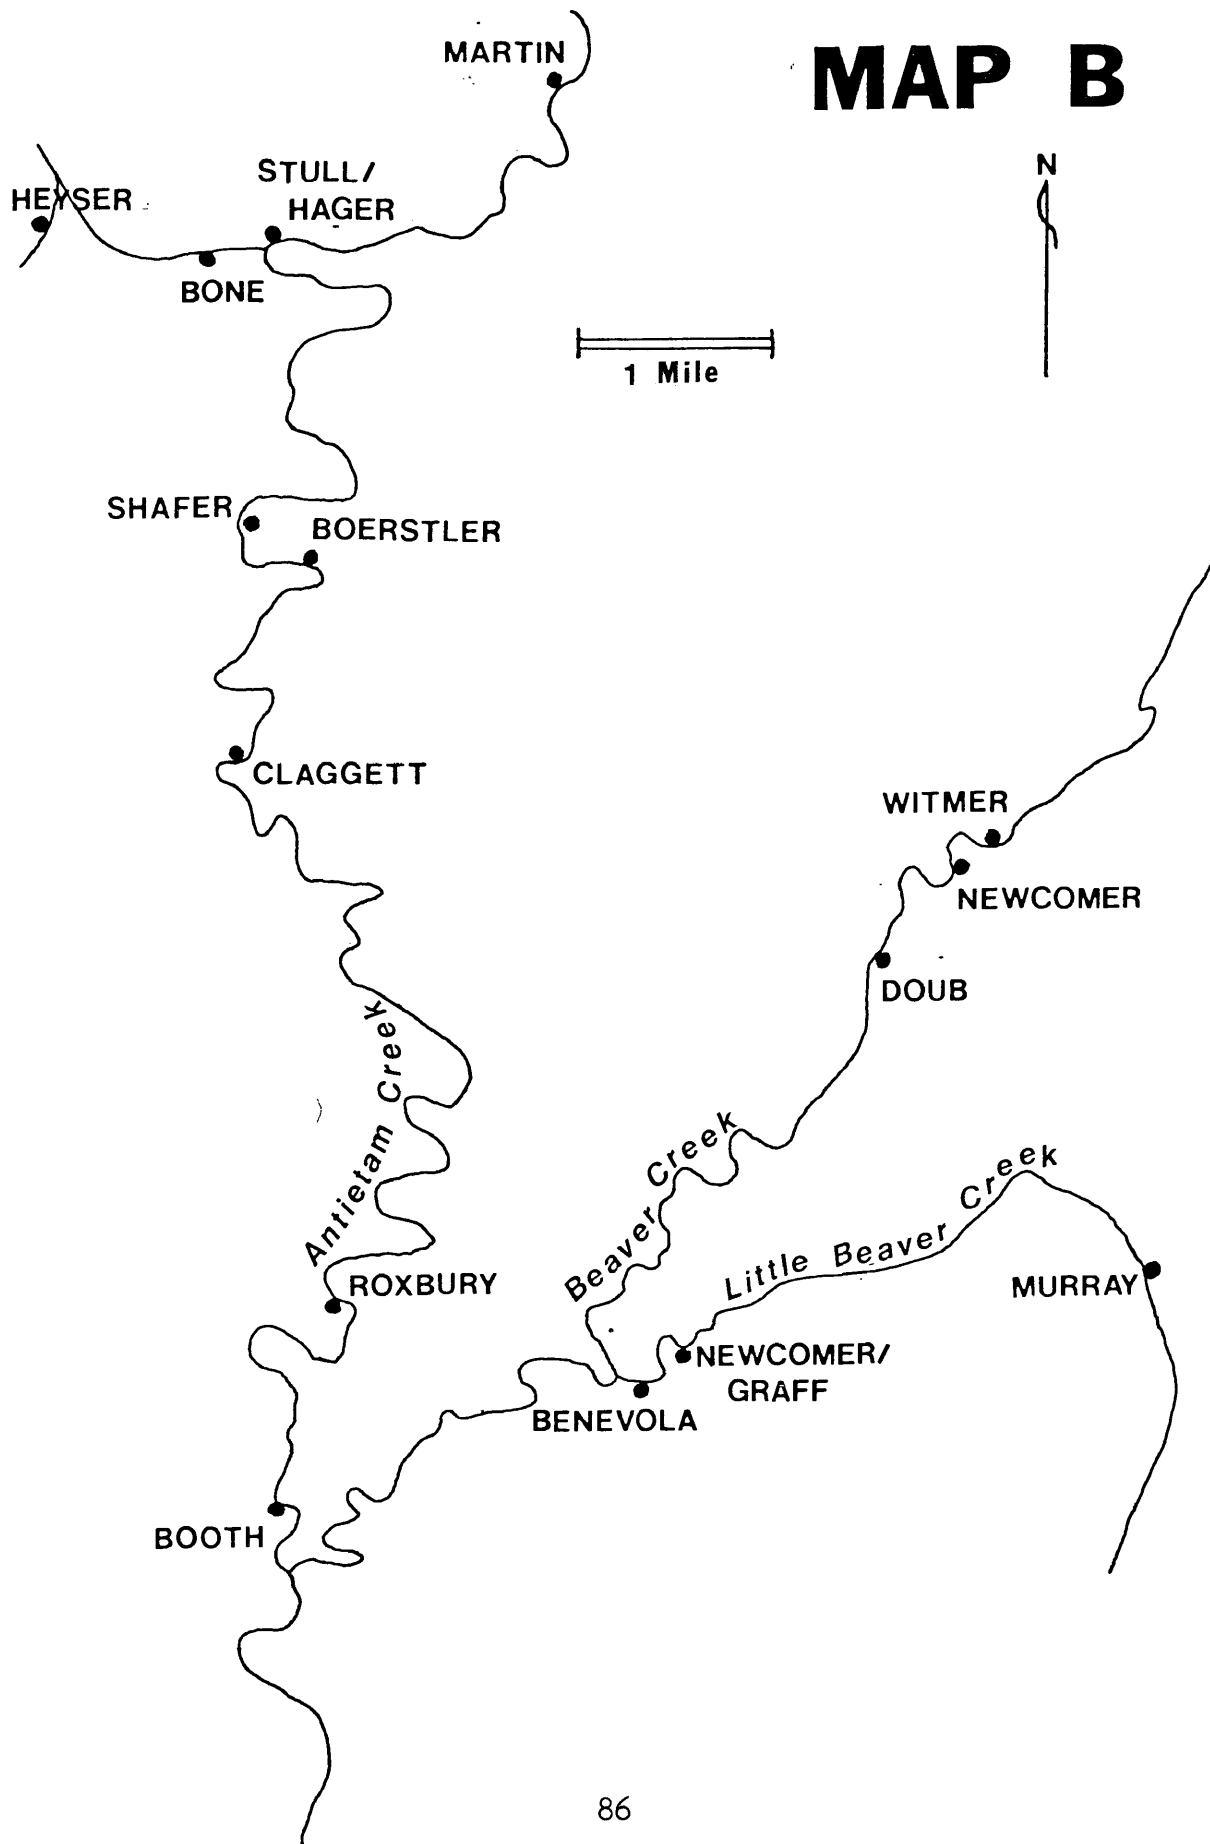 MAP B
MARTIN
N
STULL/
HAGER
HEYSER
BONE
1 Mile
SHAFER
BOERSTLER
CLAGGETT
WITMER
NEWCOMER
DOUB
Antietam Creek
Beaver Creek
Little Beaver Creek
ROXBURY
MURRAY
NEWCOMER/
GRAFF
BENEVOLA
BOOTH
86